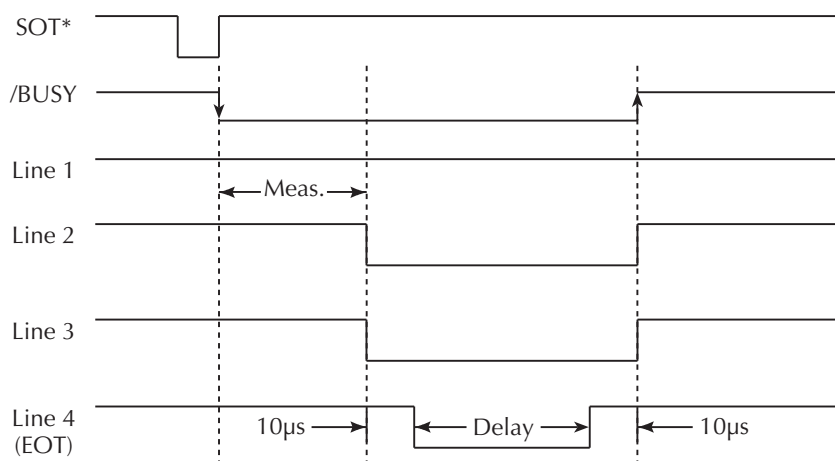 SOT*
/BUSY
Line 1
Meas.
Line 2
Line 3
Line 4
(EOT)
10µs
Delay
10µs